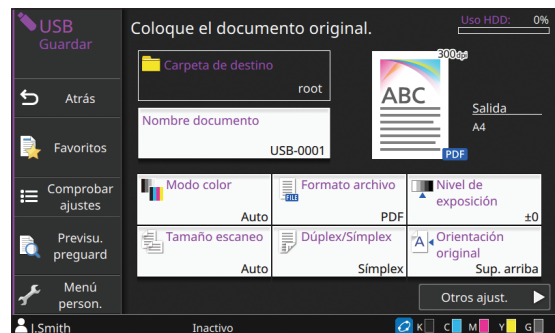 USB
Guardar
Coloque el documento original.
Uso HDD: 0%
Carpeta de destino
root
300dpi
ABC
PDF
Salida
A4
Atrás
Nombre documento
USB-0001
Favoritos
Comprobar
ajustes
Modo color
Auto
Formato archivo
FILE
PDF
Nivel de
exposición
±0
Previsu.
preguard
Tamaño escaneo
Auto
Dúplex/Símplex
Símplex
A
Orientación
original
Sup. arriba
Menú
person.
Otros ajust.
J.Smith
Inactivo
K
C
M
Y
G